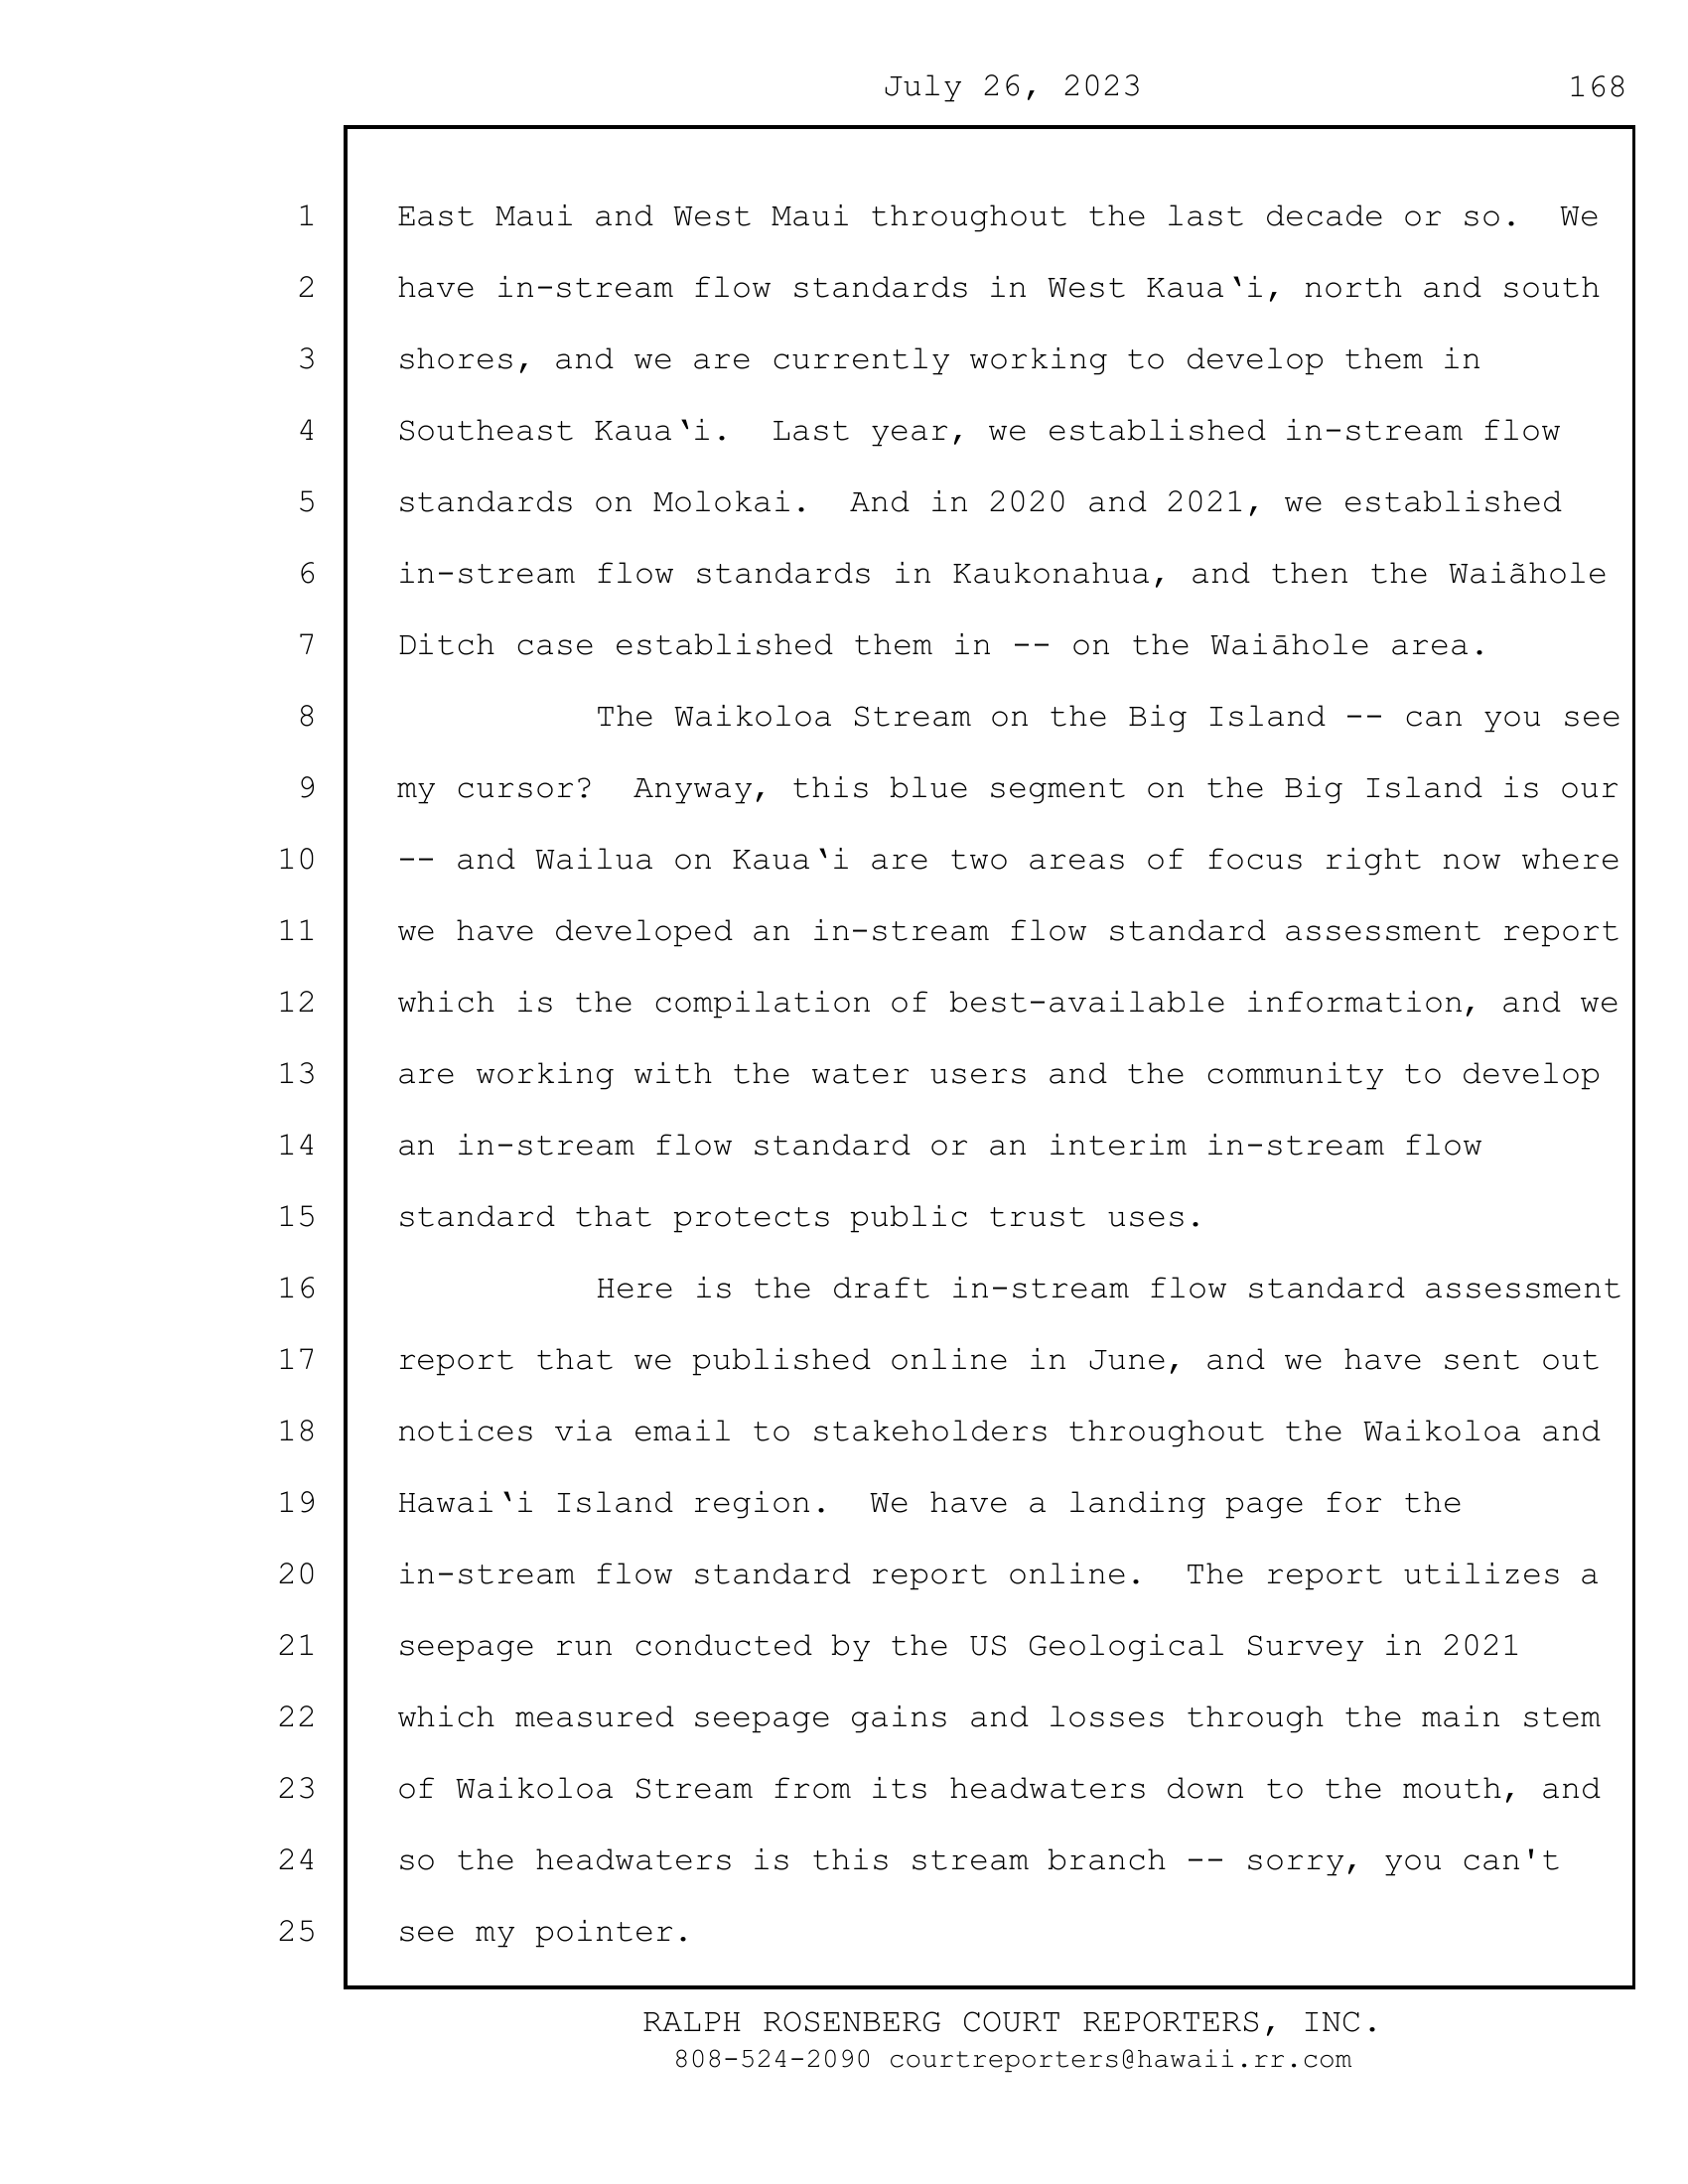 July 26, 2023 168
1 East Maui and West Maui throughout the last decade or so.  We
2 have in-stream flow standards in West Kauaʻi, north and south
3 shores, and we are currently working to develop them in
4 Southeast Kauaʻi.  Last year, we established in-stream flow
5 standards on Molokai.  And in 2020 and 2021, we established
6 in-stream flow standards in Kaukonahua, and then the Waiãhole
7 Ditch case established them in -- on the Waiāhole area.
8 The Waikoloa Stream on the Big Island -- can you see
9 my cursor?  Anyway, this blue segment on the Big Island is our
10 -- and Wailua on Kauaʻi are two areas of focus right now where
11 we have developed an in-stream flow standard assessment report
12 which is the compilation of best-available information, and we
13 are working with the water users and the community to develop
14 an in-stream flow standard or an interim in-stream flow
15 standard that protects public trust uses.
16 Here is the draft in-stream flow standard assessment
17 report that we published online in June, and we have sent out
18 notices via email to stakeholders throughout the Waikoloa and
19 Hawaiʻi Island region.  We have a landing page for the
20 in-stream flow standard report online.  The report utilizes a
21 seepage run conducted by the US Geological Survey in 2021
22 which measured seepage gains and losses through the main stem
23 of Waikoloa Stream from its headwaters down to the mouth, and
24 so the headwaters is this stream branch -- sorry, you can't
25 see my pointer.
RALPH ROSENBERG COURT REPORTERS, INC.
808-524-2090 courtreporters@hawaii.rr.com